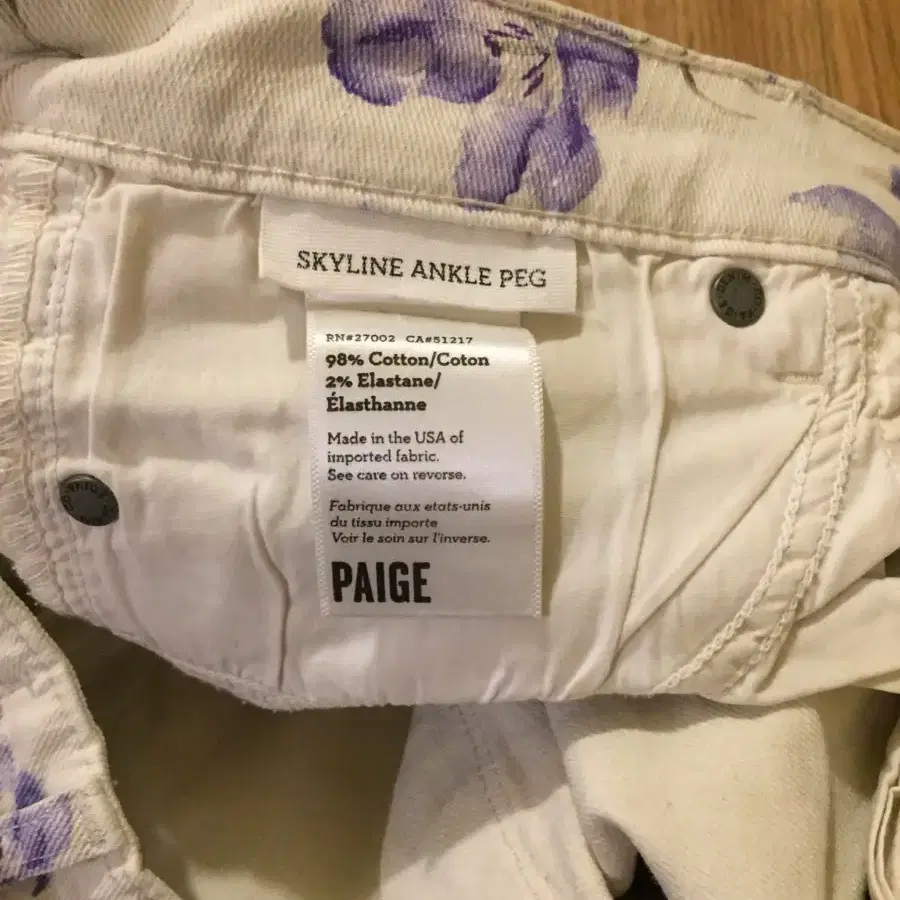 SKYLINE ANKLE PEG
RN#27002 CA#51217
98% Cotton/Coton
2% Elastane/
Élasthanne
Made in the USA of
imported fabric.
See care on reverse.
Fabrique aux etats-unis
du tissu importe
Voir le soin sur l'inverse.
PAIGE